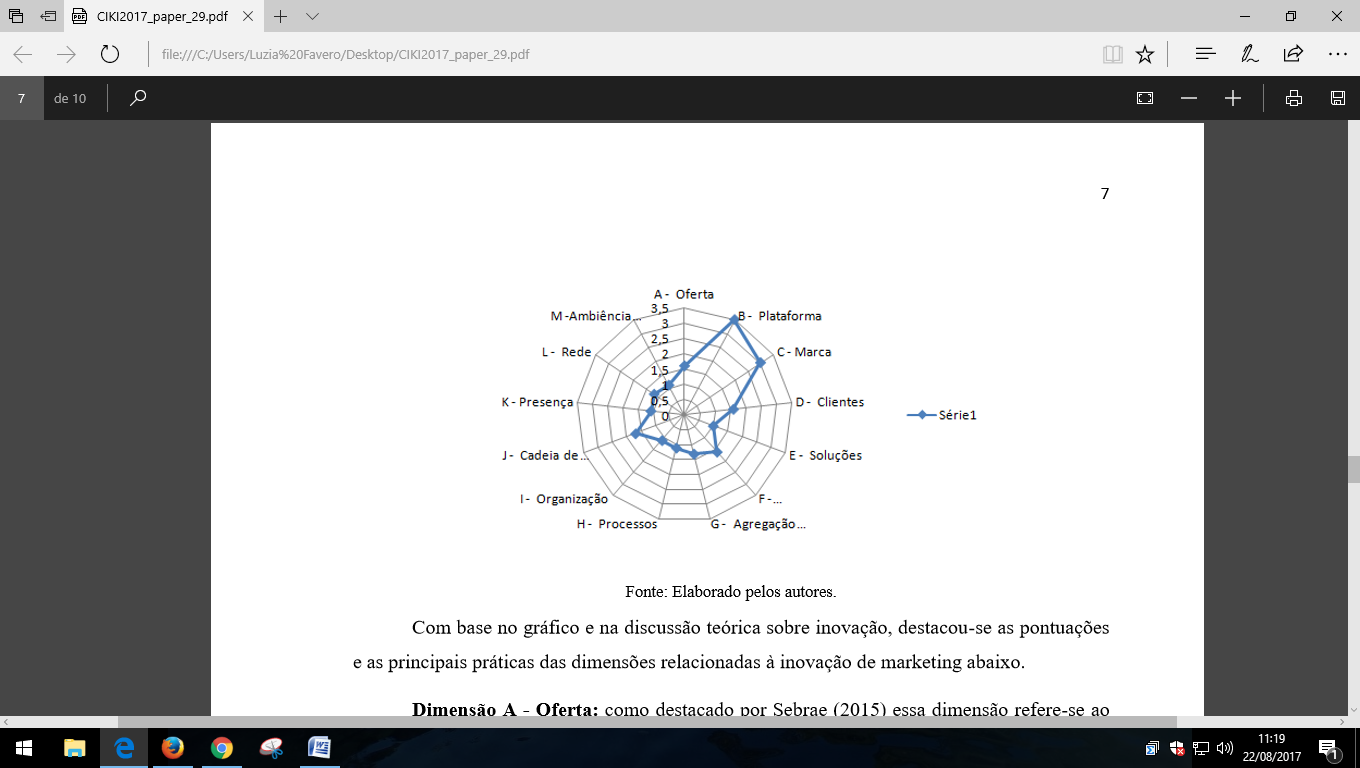 CIKI2017_paper_29.pdf
file:///C:/Users/Luzia%20Favero/Desktop/CIKI2017_paper_29.pdf
7 de 10
7
A - Oferta
B - Plataforma
C - Marca
D - Clientes
E - Soluções
F -...
G - Agregação...
H - Processos
I - Organização
J - Cadeia de...
K - Presença
L - Rede
M -Ambiência...
3,5
3
2,5
2
1,5
1
0,5
0
Série1
Fonte: Elaborado pelos autores.
Com base no gráfico e na discussão teórica sobre inovação, destacou-se as pontuações
e as principais práticas das dimensões relacionadas à inovação de marketing abaixo.
Dimensão A - Oferta: como destacado por Sebrae (2015) essa dimensão refere-se ao
11:19
22/08/2017
1